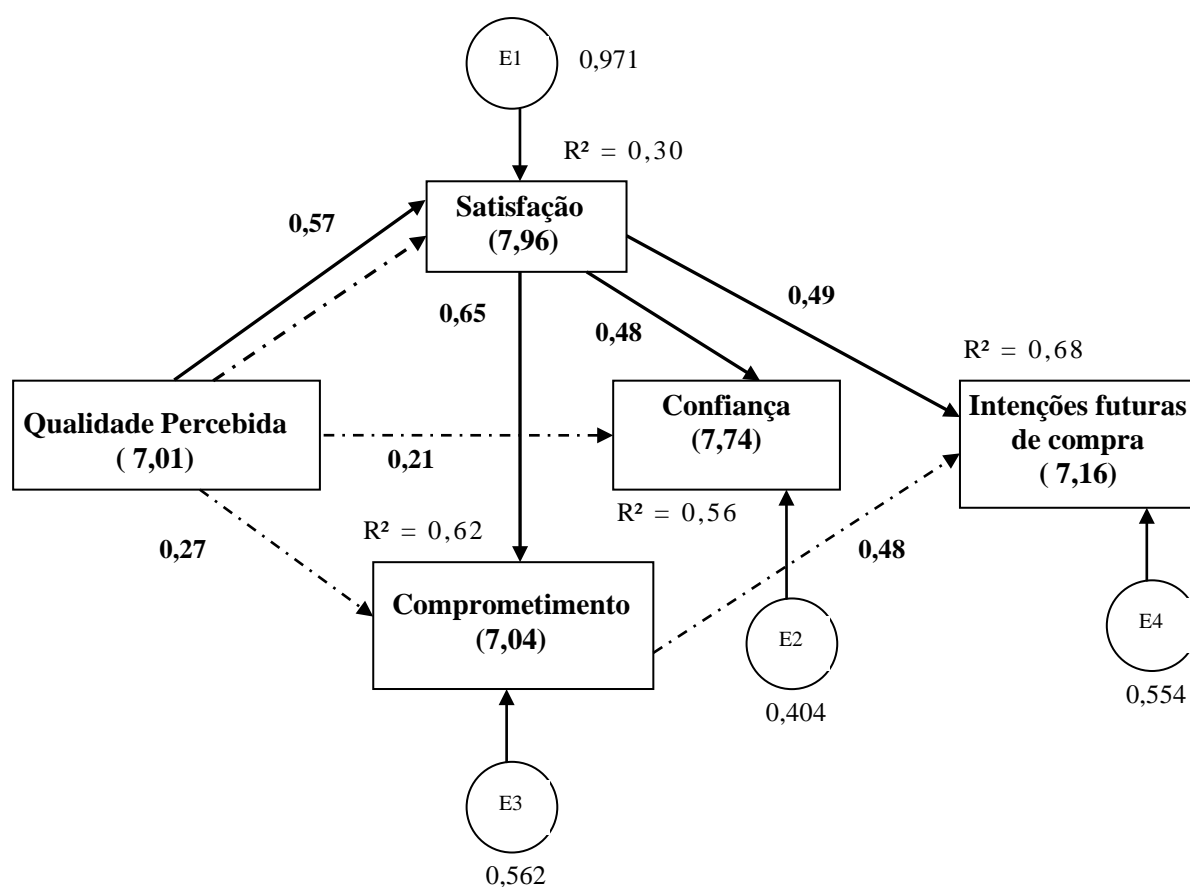 E1
0,971
R² = 0,30
Satisfação
(7,96)
0,57
0,65
0,48
0,49
R² = 0,68
Qualidade Percebida
( 7,01)
0,21
Confiança
(7,74)
Intenções futuras
de compra
( 7,16)
R² = 0,56
R² = 0,62
0,27
0,48
Comprometimento
(7,04)
E2
0,404
E4
0,554
E3
0,562